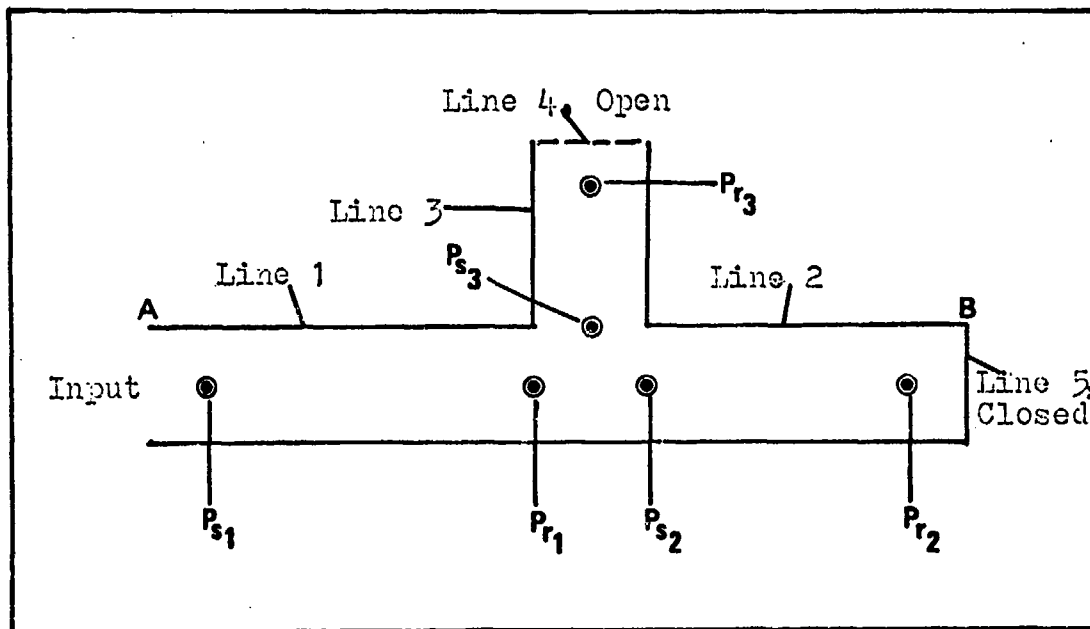 Line 4, Open
Pr3
Line 3
Ps3
Line 1
Line 2
A
B
Input
Line 5,
Closed
Ps1
Pr1
Ps2
Pr2